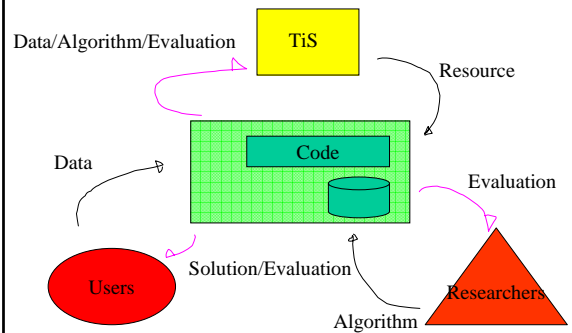 TiS
Data/Algorithm/Evaluation
Resource
Code
Data
Evaluation
Solution/Evaluation
Users
Researchers
Algorithm